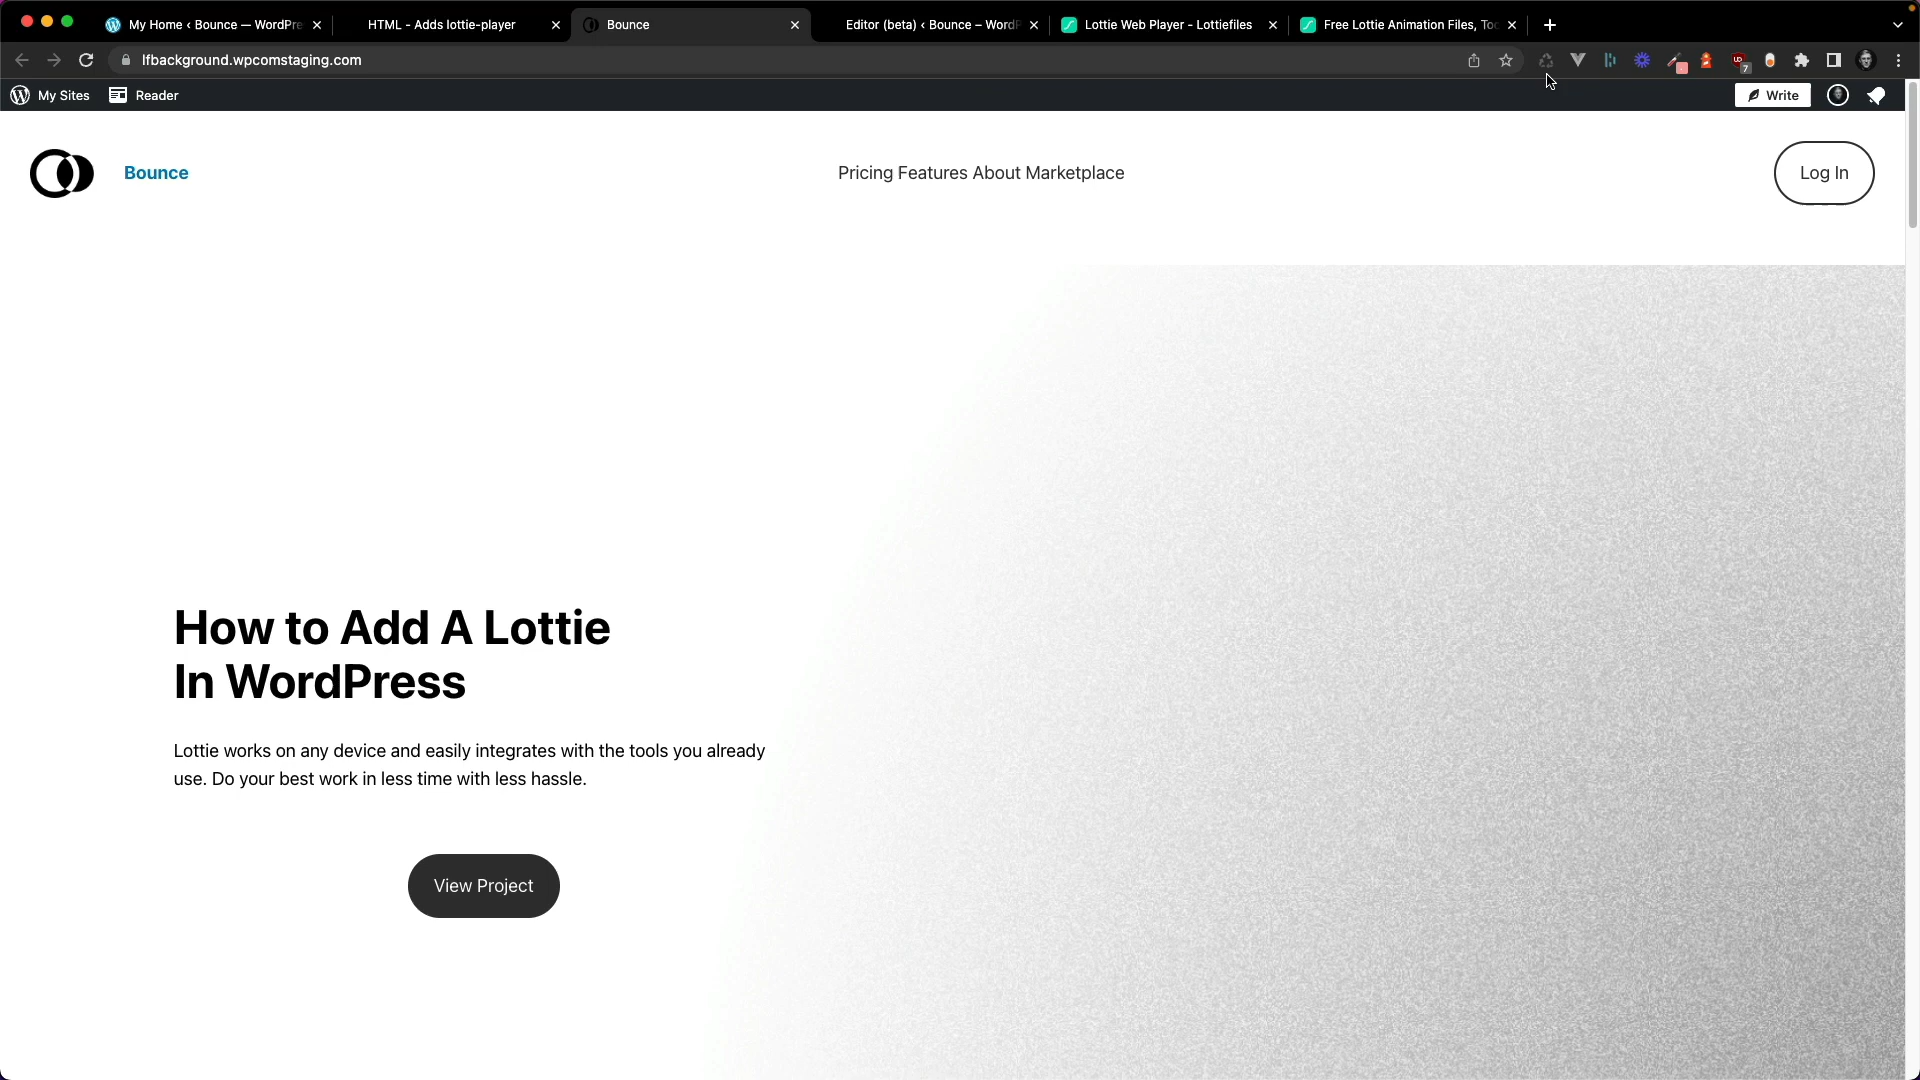 My Home ‹ Bounce — WordPre
HTML - Adds lottie-player
Bounce
Editor (beta) ‹ Bounce – WordP
Lottie Web Player - Lottiefiles
Free Lottie Animation Files, Too
lfbackground.wpcomstaging.com
7
My Sites
Reader
Write
Bounce
Pricing Features About Marketplace
Log In
How to Add A Lottie
In WordPress
Lottie works on any device and easily integrates with the tools you already
use. Do your best work in less time with less hassle.
View Project